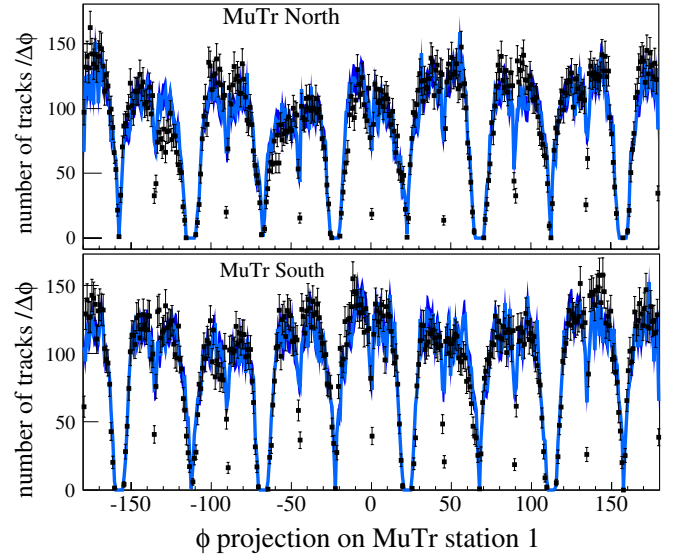 MuTr North
number of tracks /Δϕ
150
100
50
0
MuTr South
number of tracks /Δϕ
150
100
50
0
-150 -100 -50 0 50 100 150
ϕ projection on MuTr station 1